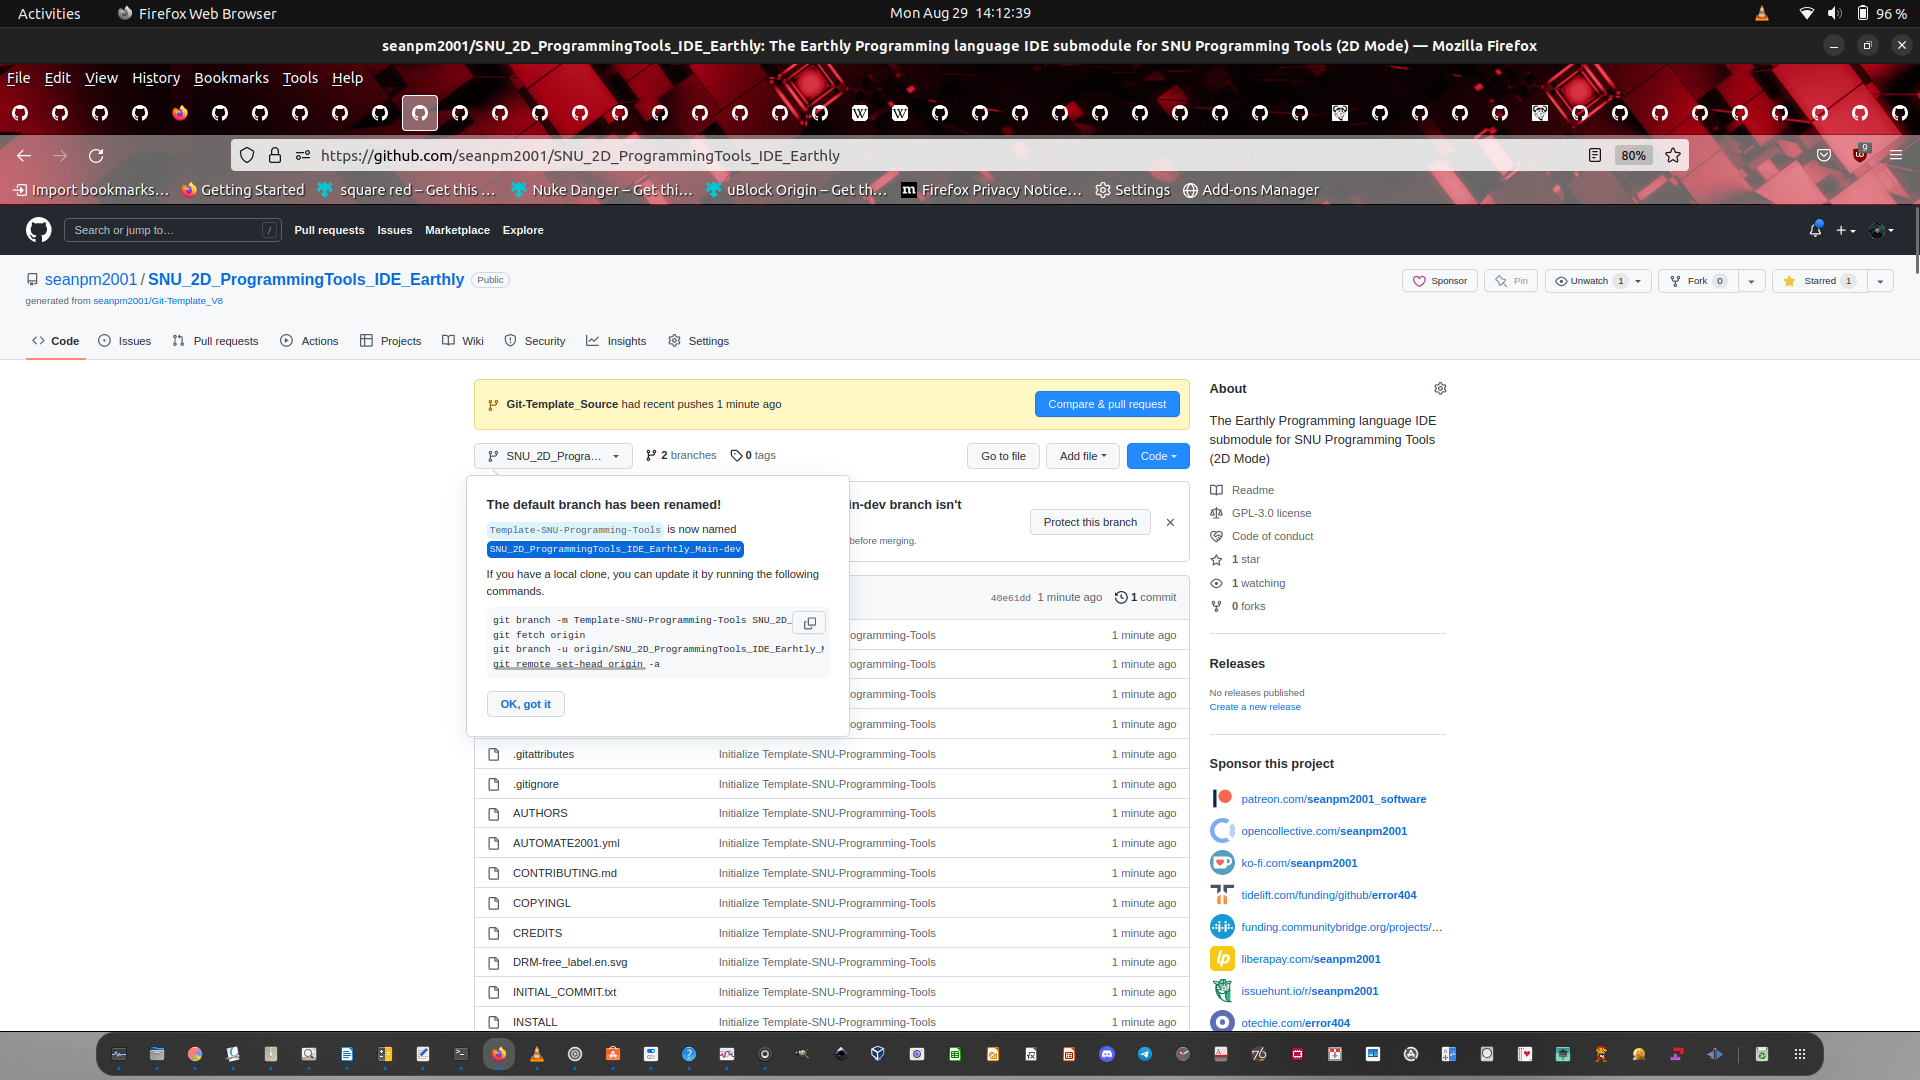 Activities
Firefox Web Browser
Mon Aug 29 14:12:39
96 %
seanpm2001/SNU_2D_ProgrammingTools_IDE_Earthly: The Earthly Programming language IDE submodule for SNU Programming Tools (2D Mode) — Mozilla Firefox
File Edit View History Bookmarks Tools Help
https://github.com/seanpm2001/SNU_2D_ProgrammingTools_IDE_Earthly
80%
9
Import bookmarks… Getting Started square red – Get this … Nuke Danger – Get thi… uBlock Origin – Get th… Firefox Privacy Notice… Settings Add-ons Manager
Search or jump to… /
Pull requests Issues Marketplace Explore
seanpm2001 / SNU_2D_ProgrammingTools_IDE_Earthly Public
generated from seanpm2001/Git-Template_V8
Sponsor Pin Unwatch 1 Fork 0 Starred 1
Code Issues Pull requests Actions Projects Wiki Security Insights Settings
Git-Template_Source had recent pushes 1 minute ago
Compare & pull request
SNU_2D_Progra… 2 branches 0 tags
Go to file Add file Code
The default branch has been renamed!
Template-SNU-Programming-Tools is now named
SNU_2D_ProgrammingTools_IDE_Earhtly_Main-dev
If you have a local clone, you can update it by running the following
commands.
git branch -m Template-SNU-Programming-Tools SNU_2D_
git fetch origin
git branch -u origin/SNU_2D_ProgrammingTools_IDE_Earhtly_M
git remote set-head origin -a
OK, got it
in-dev branch isn't
before merging.
Protect this branch
40e61dd 1 minute ago 1 commit
ogramming-Tools 1 minute ago
ogramming-Tools 1 minute ago
ogramming-Tools 1 minute ago
ogramming-Tools 1 minute ago
.gitattributes Initialize Template-SNU-Programming-Tools 1 minute ago
.gitignore Initialize Template-SNU-Programming-Tools 1 minute ago
AUTHORS Initialize Template-SNU-Programming-Tools 1 minute ago
AUTOMATE2001.yml Initialize Template-SNU-Programming-Tools 1 minute ago
CONTRIBUTING.md Initialize Template-SNU-Programming-Tools 1 minute ago
COPYINGL Initialize Template-SNU-Programming-Tools 1 minute ago
CREDITS Initialize Template-SNU-Programming-Tools 1 minute ago
DRM-free_label.en.svg Initialize Template-SNU-Programming-Tools 1 minute ago
INITIAL_COMMIT.txt Initialize Template-SNU-Programming-Tools 1 minute ago
INSTALL Initialize Template-SNU-Programming-Tools 1 minute ago
About
The Earthly Programming language IDE
submodule for SNU Programming Tools
(2D Mode)
Readme
GPL-3.0 license
Code of conduct
1 star
1 watching
0 forks
Releases
No releases published
Create a new release
Sponsor this project
patreon.com/seanpm2001_software
opencollective.com/seanpm2001
ko-fi.com/seanpm2001
tidelift.com/funding/github/error404
funding.communitybridge.org/projects/…
liberapay.com/seanpm2001
issuehunt.io/r/seanpm2001
otechie.com/error404